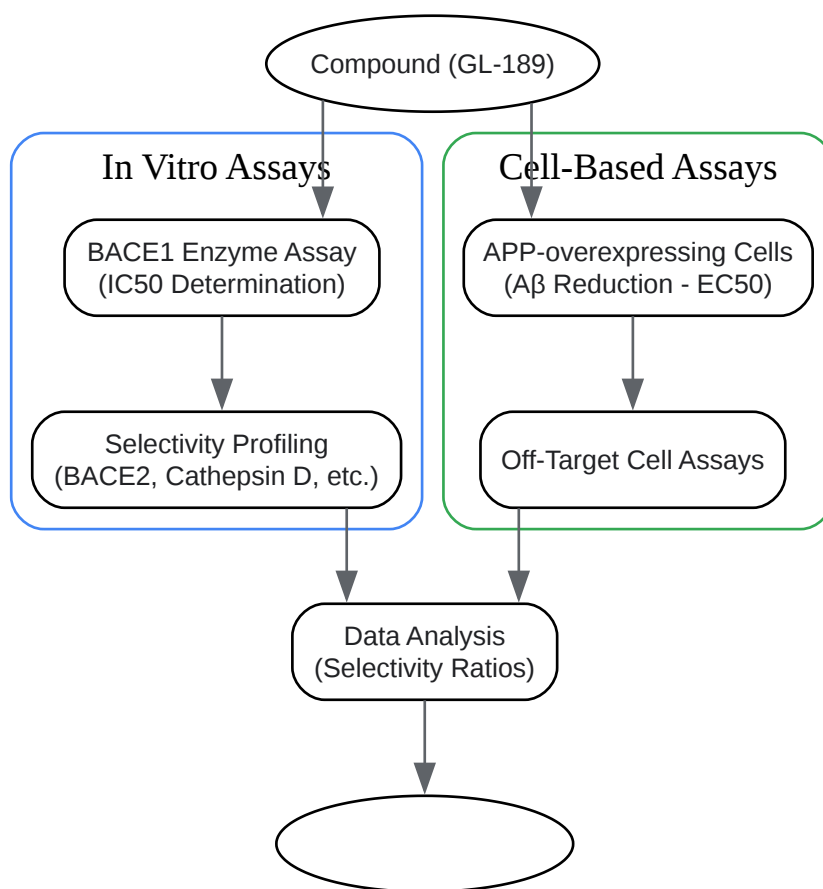 Compound (GL-189)
In Vitro Assays
BACE1 Enzyme Assay
(IC50 Determination)
Selectivity Profiling
(BACE2, Cathepsin D, etc.)
Cell-Based Assays
APP-overexpressing Cells
(Aβ Reduction - EC50)
Off-Target Cell Assays
Data Analysis
(Selectivity Ratios)